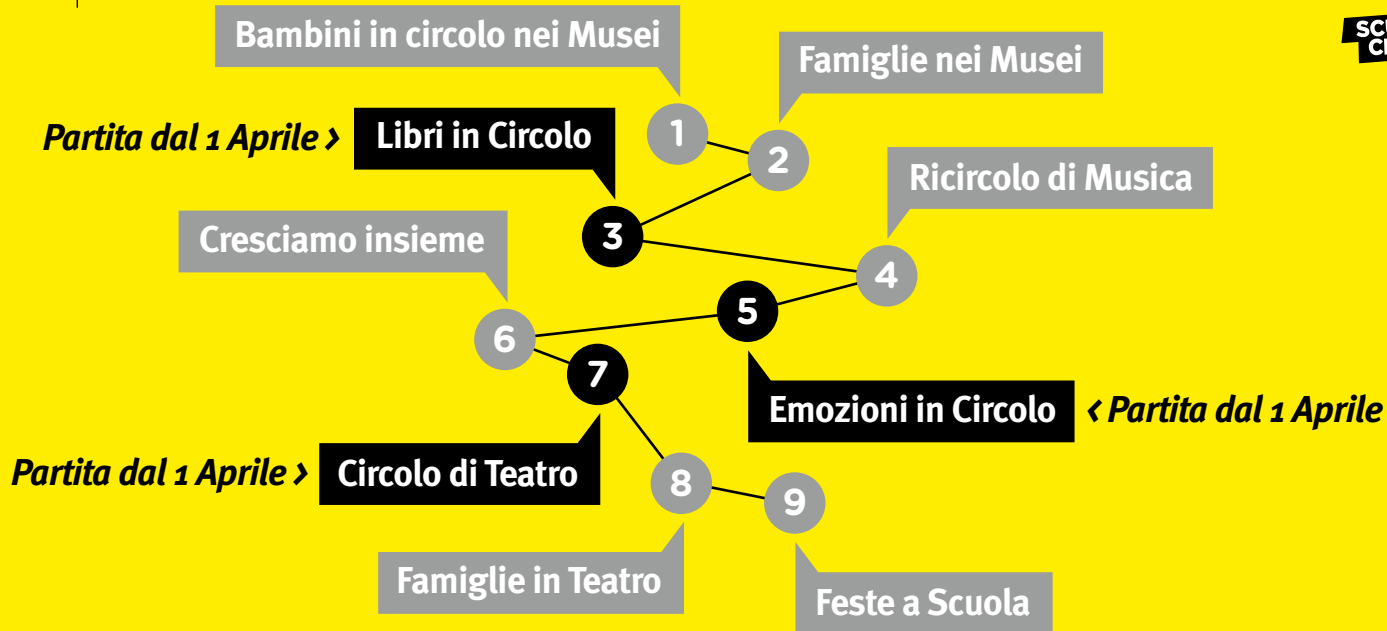 Bambini in circolo nei Musei
Famiglie nei Musei
Partita dal 1 Aprile > Libri in Circolo
1
2
Ricircolo di Musica
Cresciamo insieme
3
4
5
6
7
Emozioni in Circolo < Partita dal 1 Aprile
Partita dal 1 Aprile > Circolo di Teatro
8
9
Famiglie in Teatro
Feste a Scuola